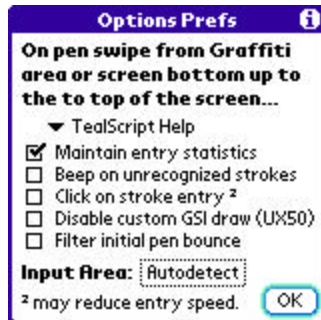 Options Prefs
On pen swipe from Graffiti
area or screen bottom up to
the to top of the screen...
TealScript Help
Maintain entry statistics
Beep on unrecognized strokes
Click on stroke entry ²
Disable custom GSI draw (UX50)
Filter initial pen bounce
Input Area: Autodetect
² may reduce entry speed. OK